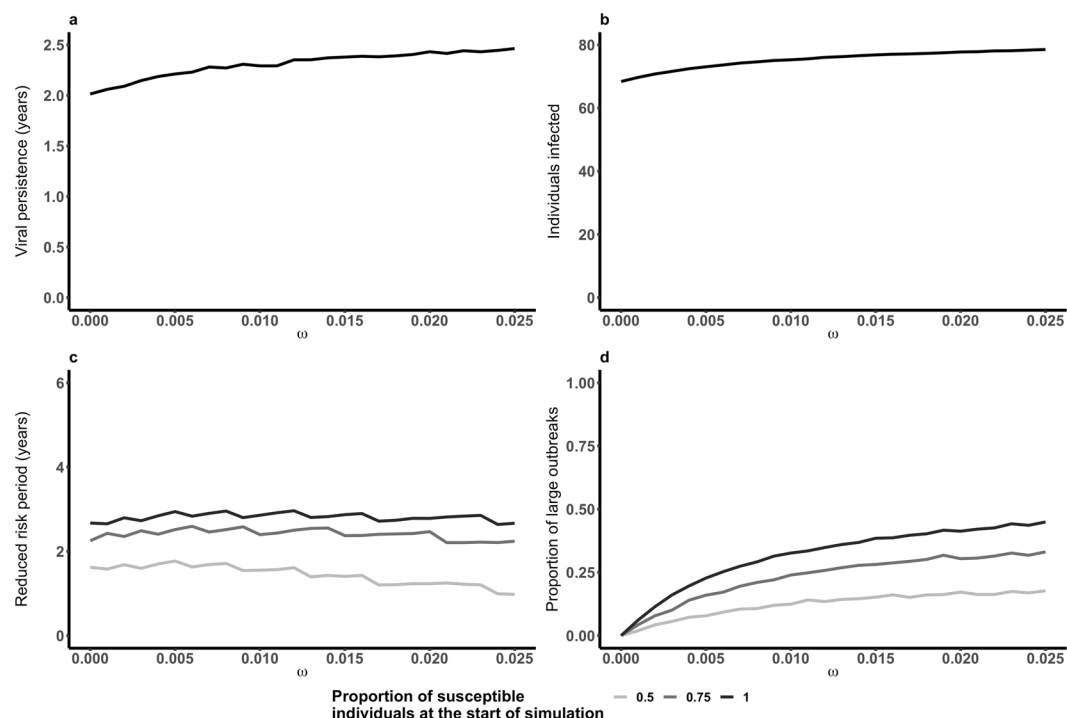 a
Viral persistence (years)
2.5
2.0
1.5
1.0
0.5
0.0
0.000 0.005 0.010 0.015 0.020 0.025
ω
b
Individuals infected
80
60
40
20
0
0.000 0.005 0.010 0.015 0.020 0.025
ω
c
Reduced risk period (years)
6
4
2
0
0.000 0.005 0.010 0.015 0.020 0.025
ω
d
Proportion of large outbreaks
1.00
0.75
0.50
0.25
0.00
0.000 0.005 0.010 0.015 0.020 0.025
ω
Proportion of susceptible
individuals at the start of simulation
0.5 0.75 1